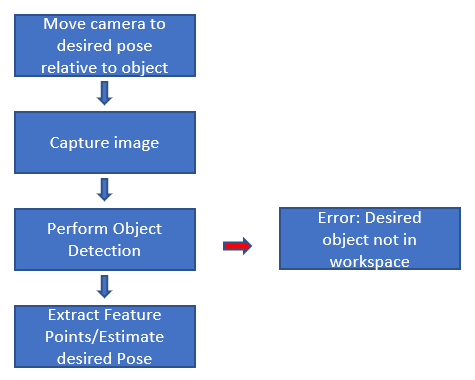 Move camera to
desired pose
relative to object
Capture image
Perform Object
Detection
Error: Desired
object not in
workspace
Extract Feature
Points/Estimate
desired Pose